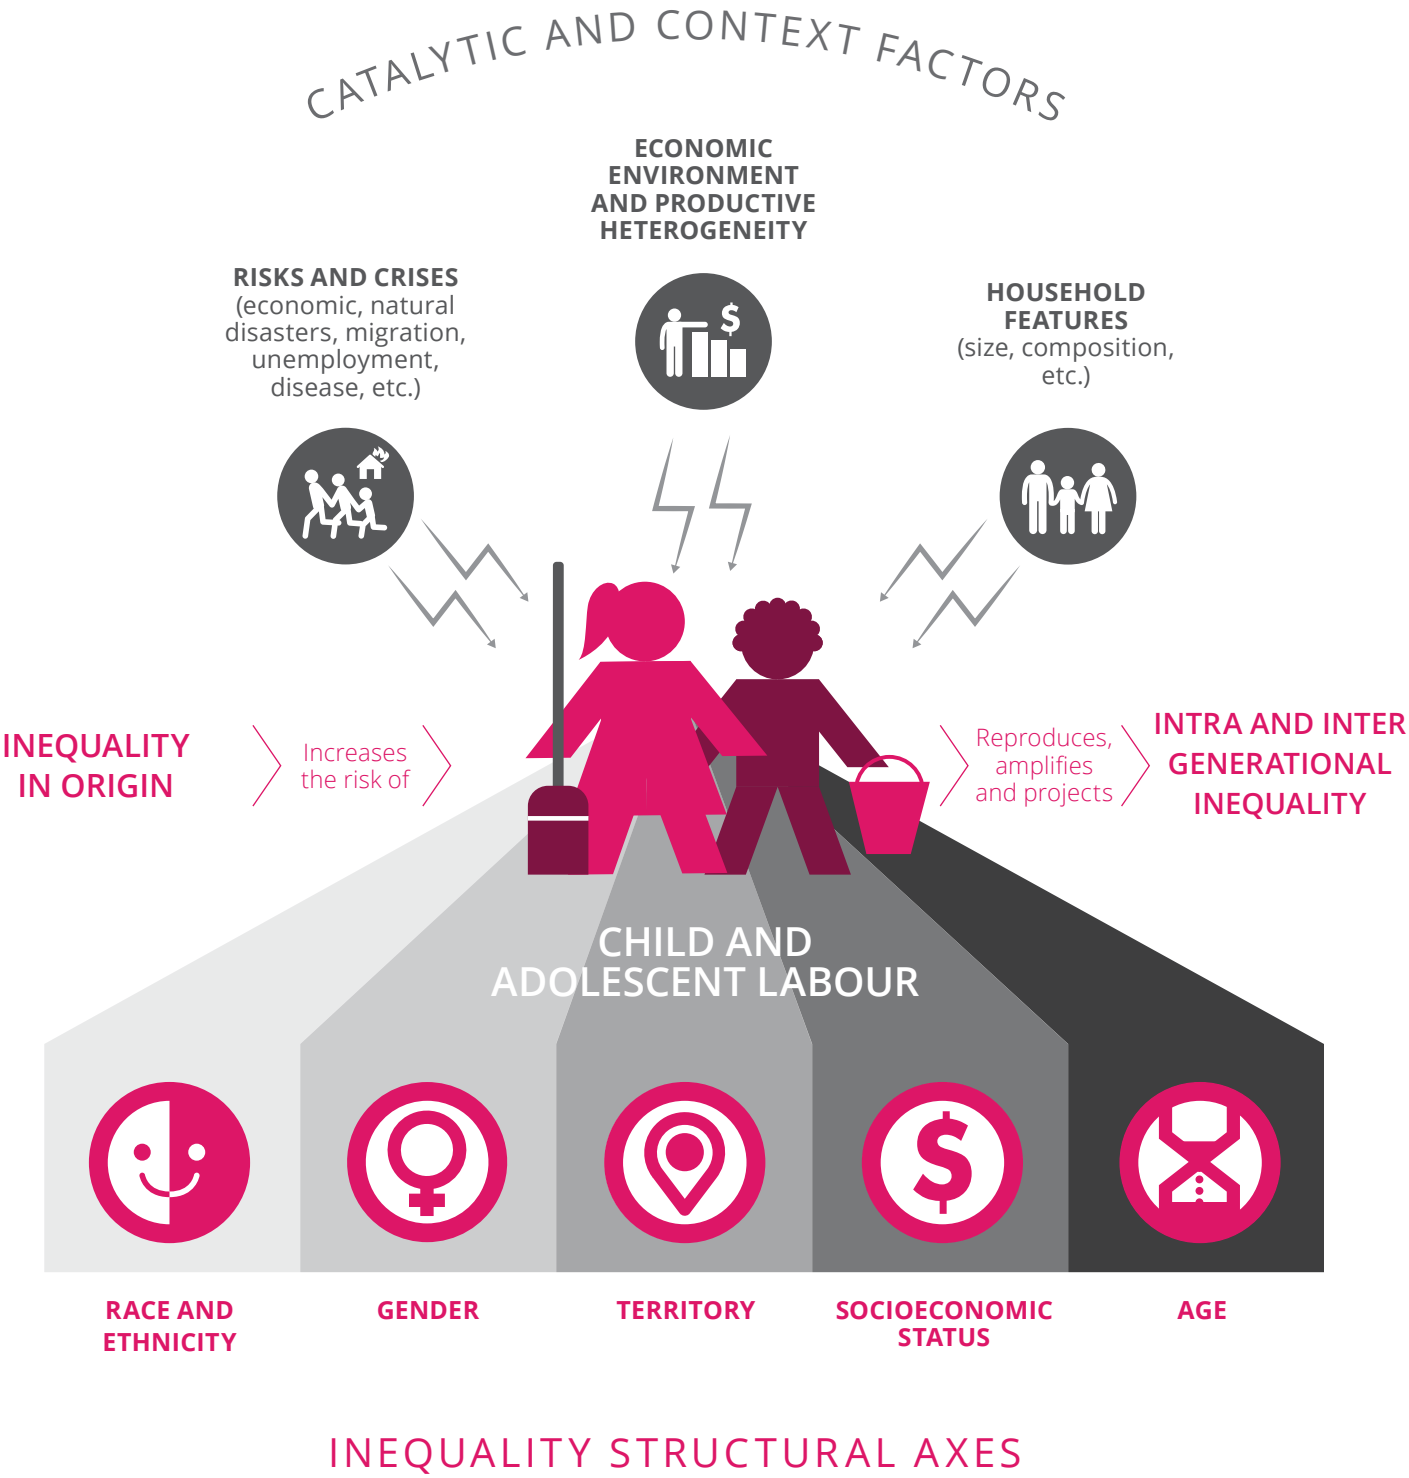 CATALYTIC AND CONTEXT FACTORS
ECONOMIC
ENVIRONMENT
AND PRODUCTIVE
HETEROGENEITY
RISKS AND CRISES
(economic, natural
disasters, migration,
unemployment,
disease, etc.)
HOUSEHOLD
FEATURES
(size, composition,
etc.)
$
INEQUALITY
IN ORIGIN
Increases
the risk of
Reproduces,
amplifies
and projects
INTRA AND INTER
GENERATIONAL
INEQUALITY
CHILD AND
ADOLESCENT LABOUR
$
RACE AND
ETHNICITY
GENDER
TERRITORY
SOCIOECONOMIC
STATUS
AGE
INEQUALITY STRUCTURAL AXES